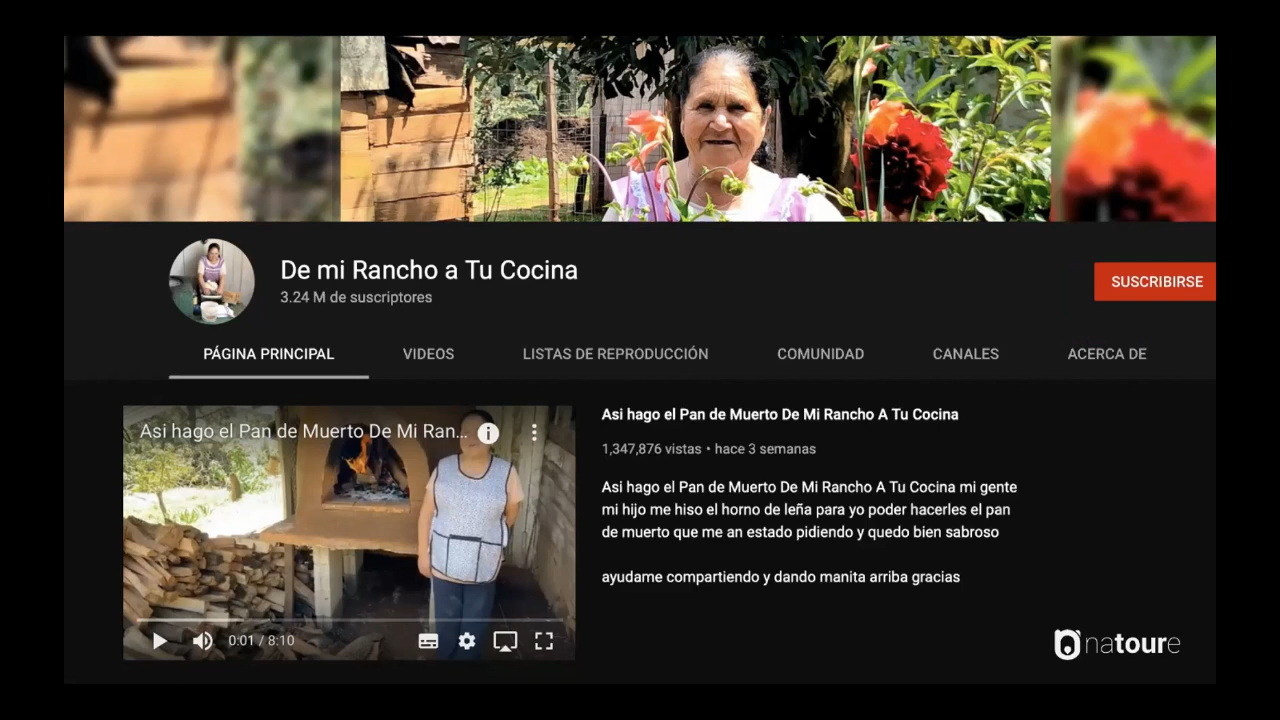 De mi Rancho a Tu Cocina
3.24 M de suscriptores
SUSCRIBIRSE
PÁGINA PRINCIPAL
VIDEOS
LISTAS DE REPRODUCCIÓN
COMUNIDAD
CANALES
ACERCA DE
Asi hago el Pan de Muerto De Mi Ran...
0:01 / 8:10
Asi hago el Pan de Muerto De Mi Rancho A Tu Cocina
1,347,876 vistas • hace 3 semanas
Asi hago el Pan de Muerto De Mi Rancho A Tu Cocina mi gente
mi hijo me hiso el horno de leña para yo poder hacerles el pan
de muerto que me an estado pidiendo y quedo bien sabroso
ayudame compartiendo y dando manita arriba gracias
natoure